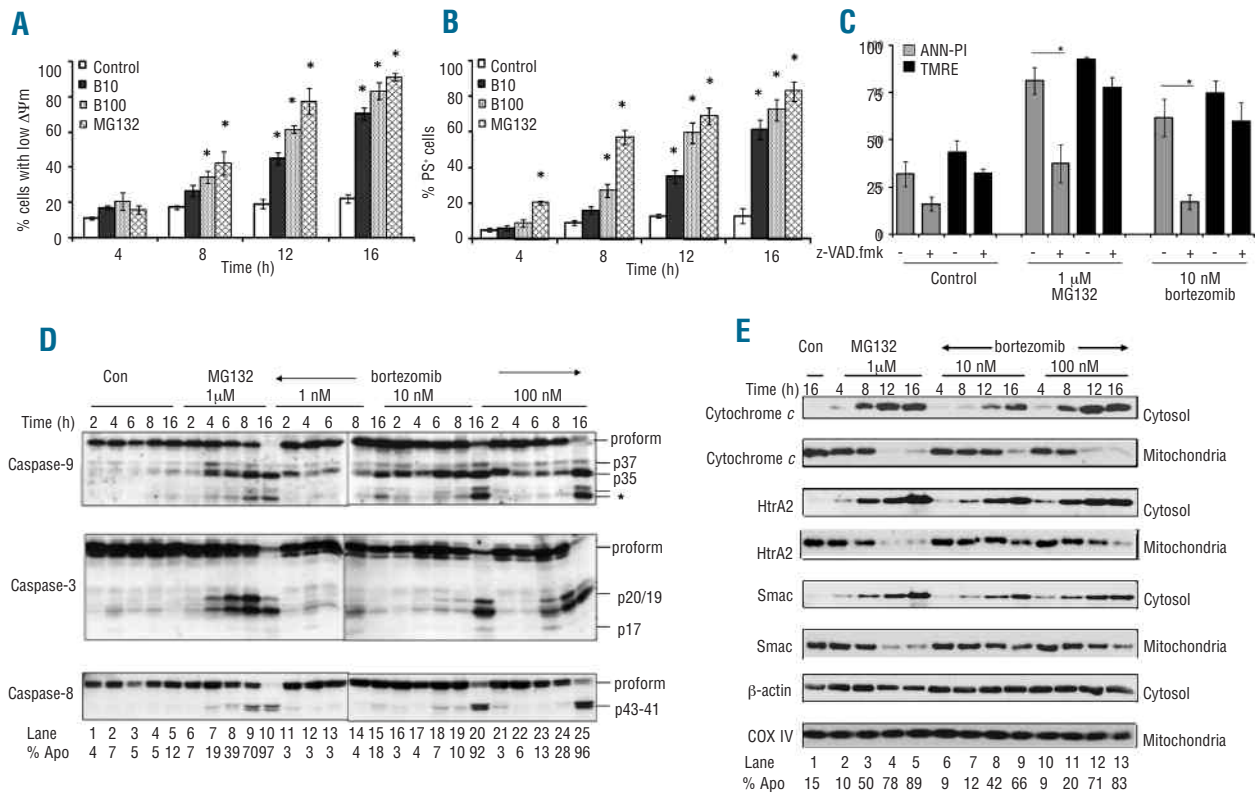 A
% cells with low ΔΨm
100
80
60
40
20
0
Control
B10
B100
MG132
* * * * * * * *
4 8 12 16
Time (h)
B
% PS+ cells
100
80
60
40
20
0
Control
B10
B100
MG132
* * * * * * * * *
4 8 12 16
Time (h)
C
100
75
50
25
0
ANN-PI
TMRE
* *
z-VAD.fmk - + - + - + - + - + - +
Control 1 μM MG132 10 nM bortezomib
D
Con MG132 bortezomib
1μM 1 nM 10 nM 100 nM
Time (h) 2 4 6 8 16 2 4 6 8 16 2 4 6 8 16 2 4 6 8 16 2 4 6 8 16
Caspase-9
proform
p37
p35
*
Caspase-3
proform
p20/19
p17
Caspase-8
proform
p43-41
Lane 1 2 3 4 5 6 7 8 9 10 11 12 13 14 15 16 17 18 19 20 21 22 23 24 25
% Apo 4 7 5 5 12 7 19 39 70 97 3 3 3 3 18 3 4 7 10 92 3 6 13 28 96
E
Con MG132 bortezomib
1μM 10 nM 100 nM
Time (h) 16 4 8 12 16 4 8 12 16 4 8 12 16
Cytochrome c Cytosol
Cytochrome c Mitochondria
HtrA2 Cytosol
HtrA2 Mitochondria
Smac Cytosol
Smac Mitochondria
β-actin Cytosol
COX IV Mitochondria
Lane 1 2 3 4 5 6 7 8 9 10 11 12 13
% Apo 15 10 50 78 89 9 12 42 66 9 20 71 83